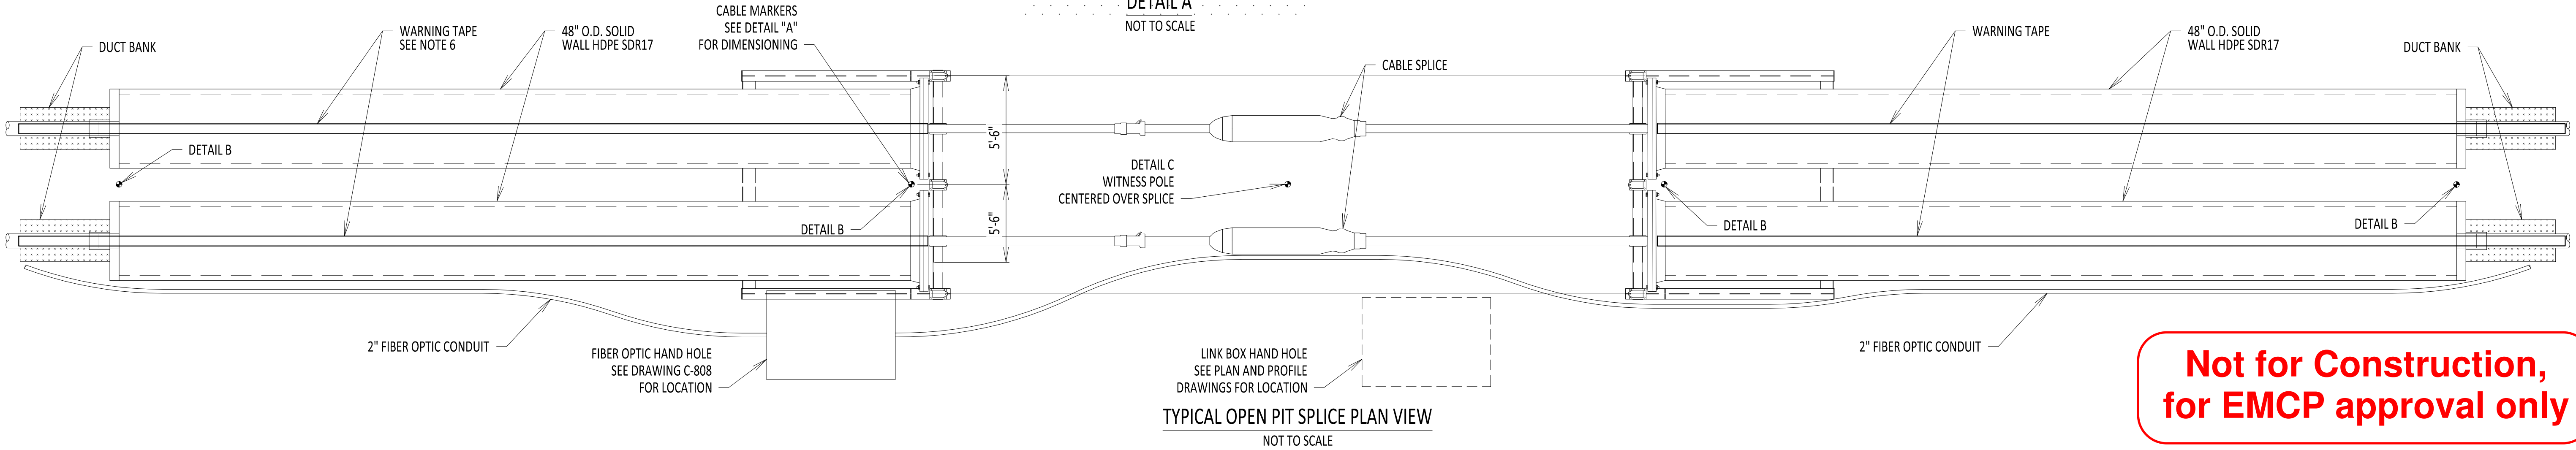 DETAIL A
NOT TO SCALE
CABLE MARKERS
SEE DETAIL "A"
FOR DIMENSIONING
DUCT BANK
WARNING TAPE
SEE NOTE 6
48" O.D. SOLID
WALL HDPE SDR17
CABLE SPLICE
WARNING TAPE
48" O.D. SOLID
WALL HDPE SDR17
DUCT BANK
5'-6"
DETAIL B
DETAIL C
WITNESS POLE
CENTERED OVER SPLICE
5'-6"
DETAIL B
DETAIL B
DETAIL B
2" FIBER OPTIC CONDUIT
FIBER OPTIC HAND HOLE
SEE DRAWING C-808
FOR LOCATION
LINK BOX HAND HOLE
SEE PLAN AND PROFILE
DRAWINGS FOR LOCATION
2" FIBER OPTIC CONDUIT
Not for Construction,
for EMCP approval only
TYPICAL OPEN PIT SPLICE PLAN VIEW
NOT TO SCALE